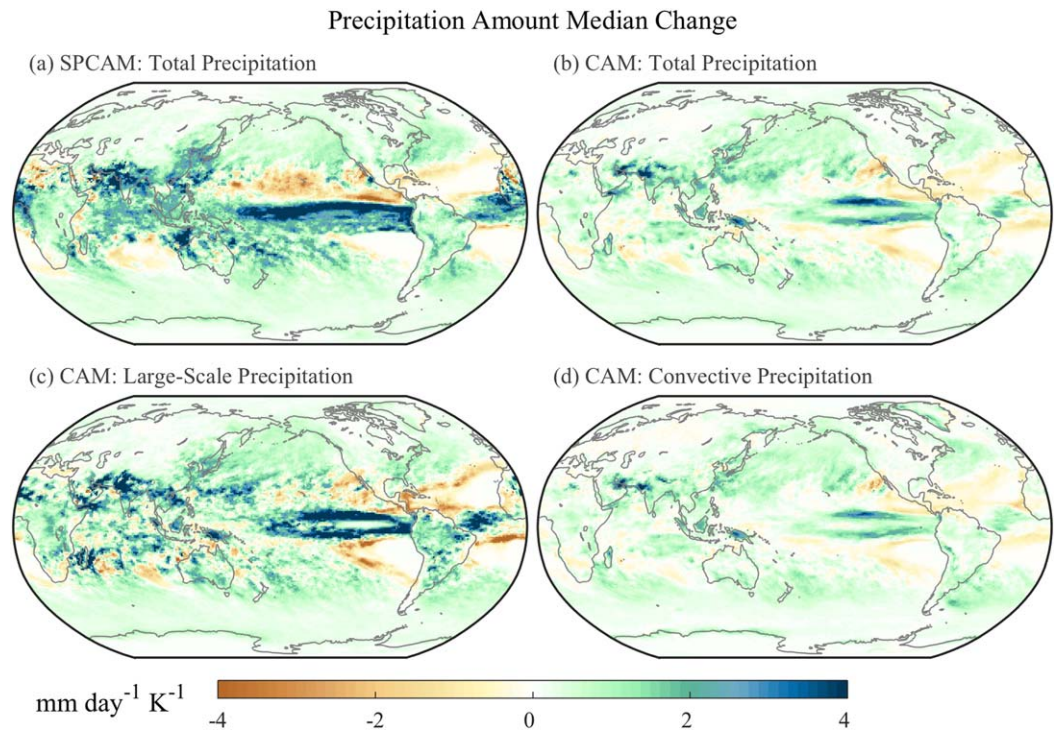 Precipitation Amount Median Change
(a) SPCAM: Total Precipitation
(b) CAM: Total Precipitation
(c) CAM: Large-Scale Precipitation
(d) CAM: Convective Precipitation
mm day⁻¹ K⁻¹
-4 -2 0 2 4